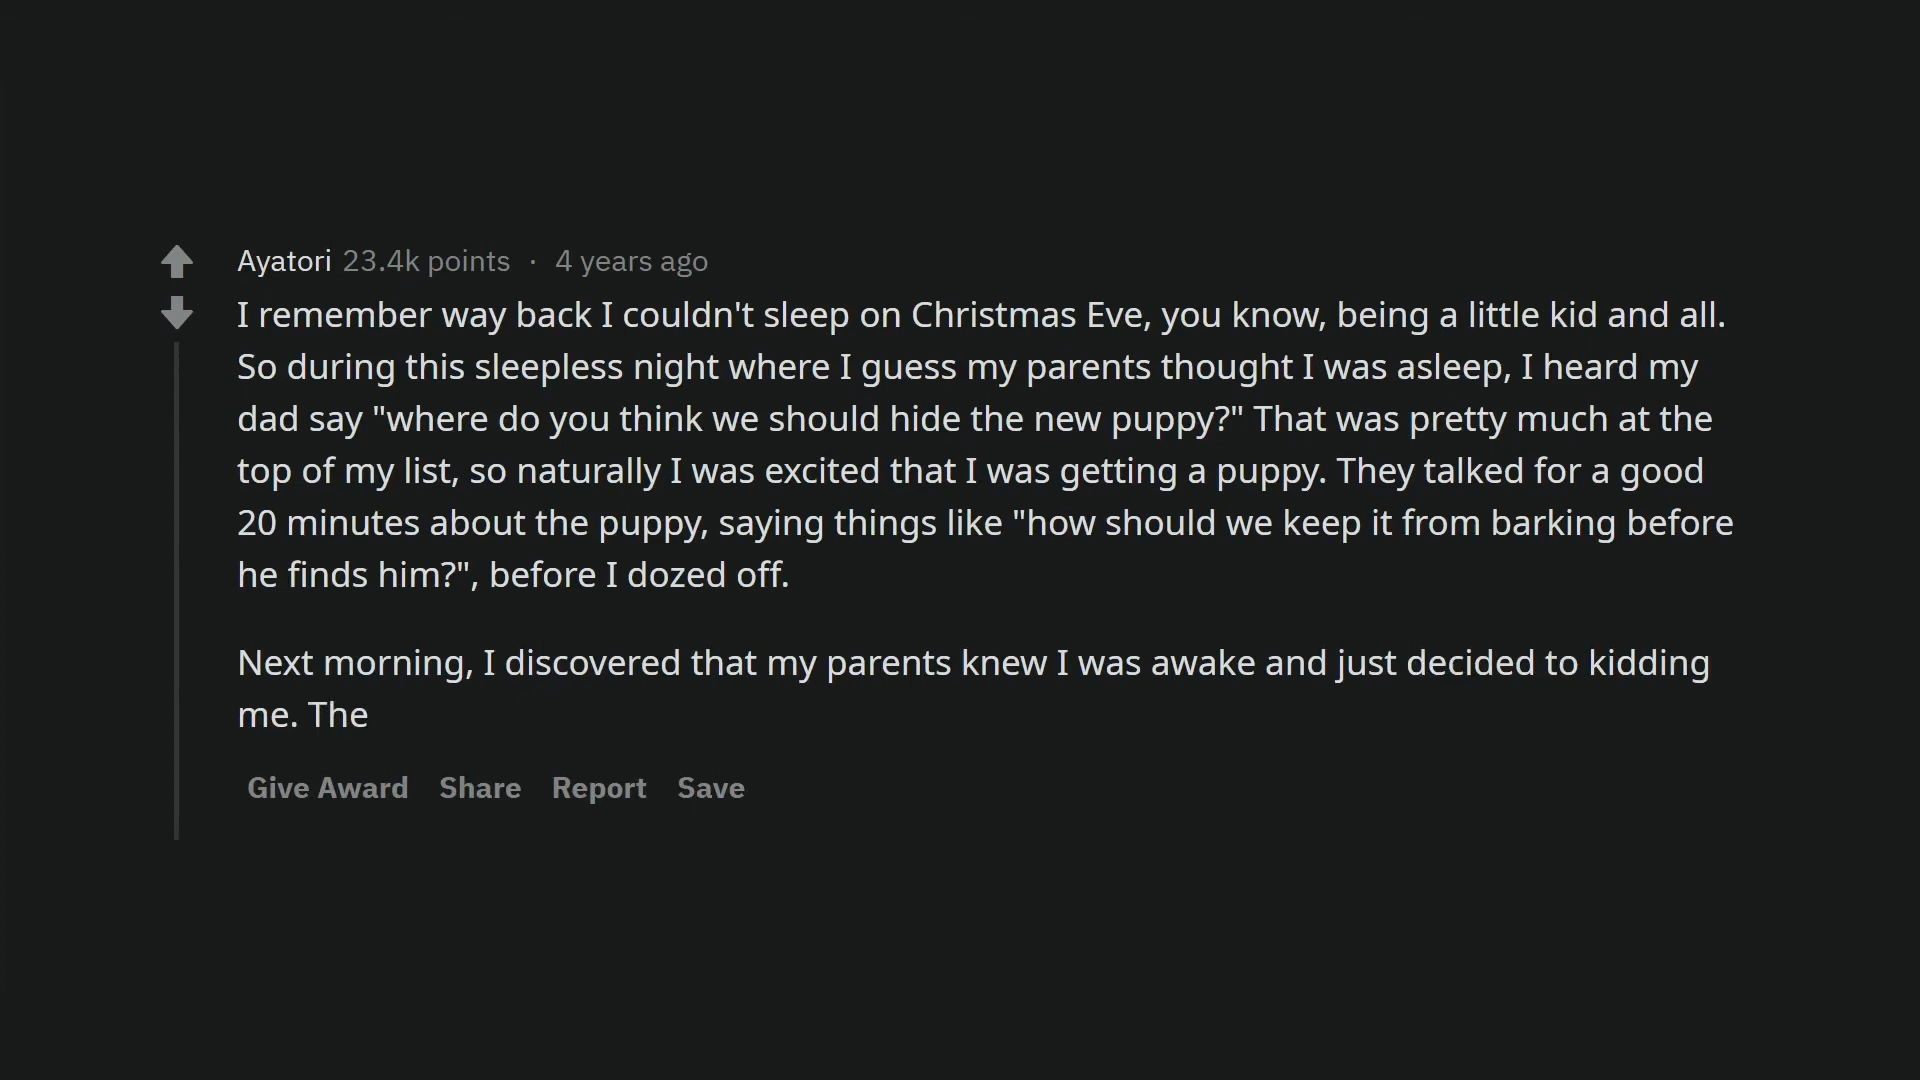 Ayatori 23.4k points · 4 years ago
I remember way back I couldn't sleep on Christmas Eve, you know, being a little kid and all.
So during this sleepless night where I guess my parents thought I was asleep, I heard my
dad say "where do you think we should hide the new puppy?" That was pretty much at the
top of my list, so naturally I was excited that I was getting a puppy. They talked for a good
20 minutes about the puppy, saying things like "how should we keep it from barking before
he finds him?", before I dozed off.
Next morning, I discovered that my parents knew I was awake and just decided to kidding
me. The
Give Award Share Report Save